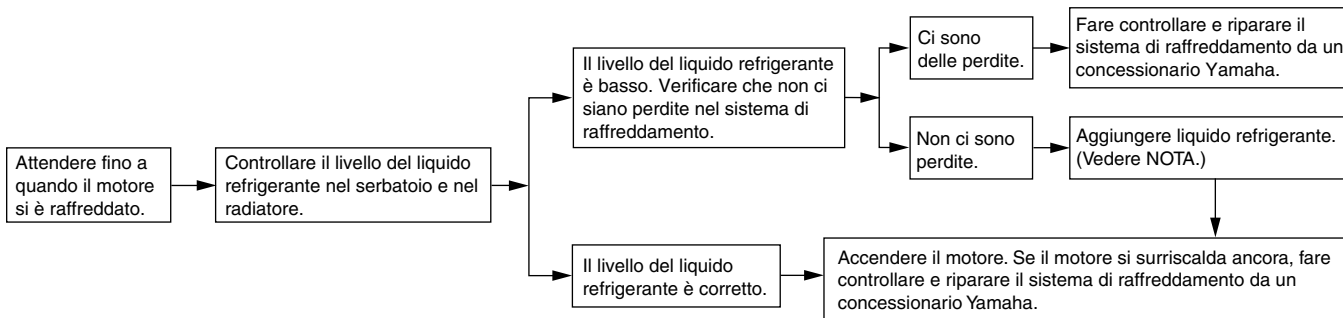 Attendere fino a
quando il motore
si è raffreddato.
Controllare il livello del liquido
refrigerante nel serbatoio e nel
radiatore.
Il livello del liquido refrigerante
è basso. Verificare che non ci
siano perdite nel sistema di
raffreddamento.
Ci sono
delle perdite.
Fare controllare e riparare il
sistema di raffreddamento da un
concessionario Yamaha.
Non ci sono
perdite.
Aggiungere liquido refrigerante.
(Vedere NOTA.)
Il livello del liquido
refrigerante è corretto.
Accendere il motore. Se il motore si surriscalda ancora, fare
controllare e riparare il sistema di raffreddamento da un
concessionario Yamaha.